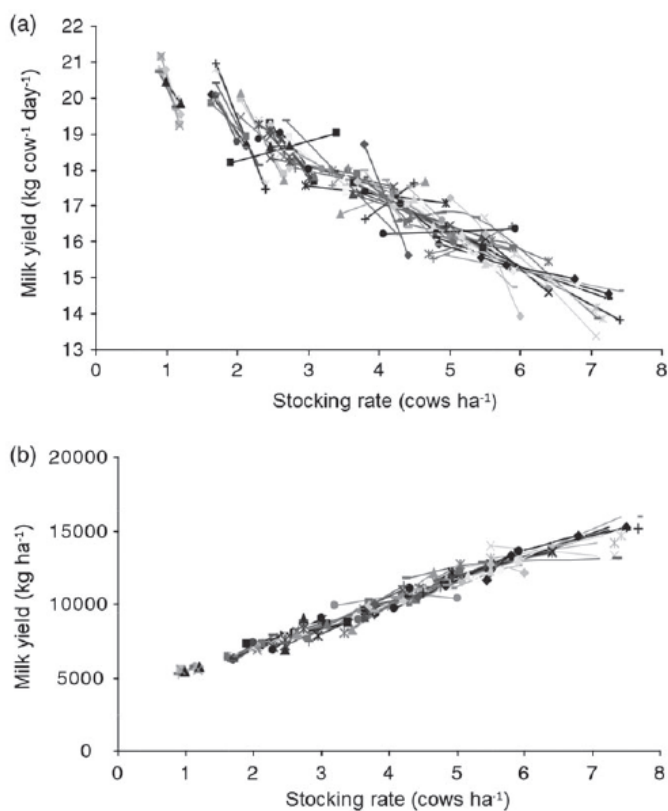 (a)
22
21
20
19
18
17
16
15
14
13
Milk yield (kg cow⁻¹ day⁻¹)
0 1 2 3 4 5 6 7 8
Stocking rate (cows ha⁻¹)
(b)
20000
15000
10000
5000
0
Milk yield (kg ha⁻¹)
0 1 2 3 4 5 6 7 8
Stocking rate (cows ha⁻¹)